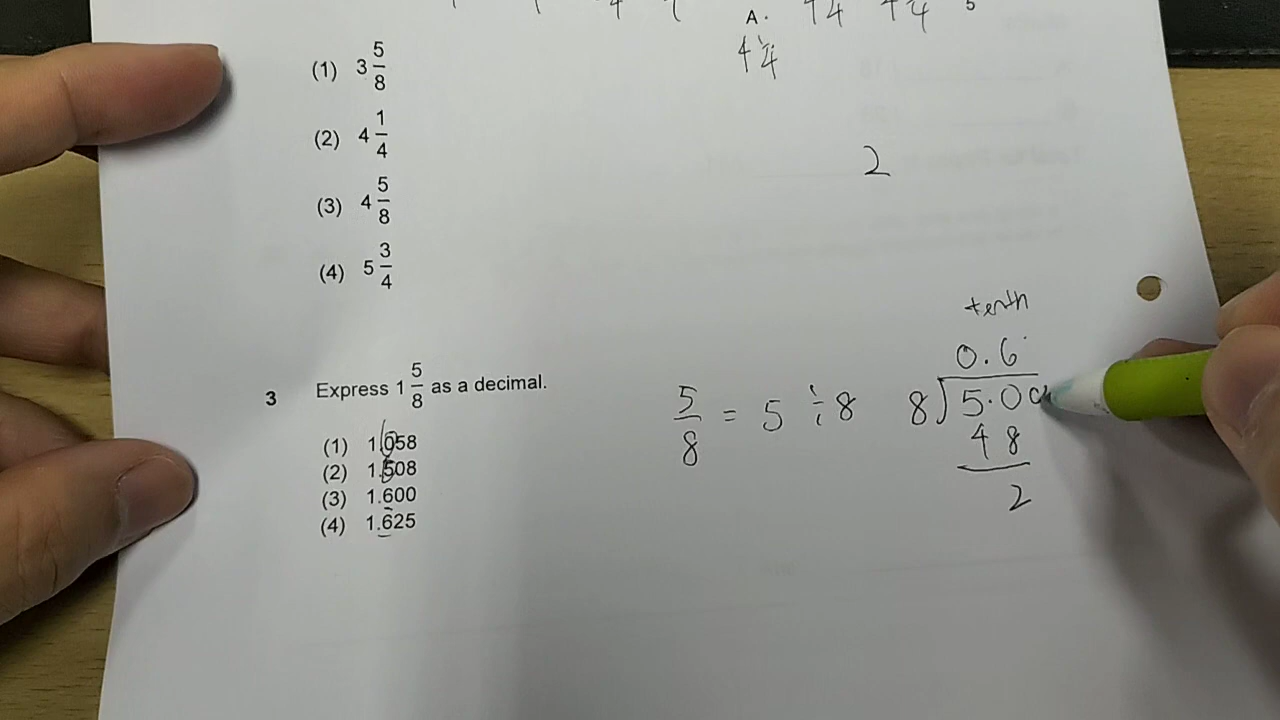 A.
4 1/4
(1) 3 5/8
(2) 4 1/4
(3) 4 5/8
(4) 5 3/4
2
3 Express 1 5/8 as a decimal.
(1) 1.058
(2) 1.508
(3) 1.600
(4) 1.625
5/8 = 5 ÷ 8
tenth
0.6
8)5.00
48
2